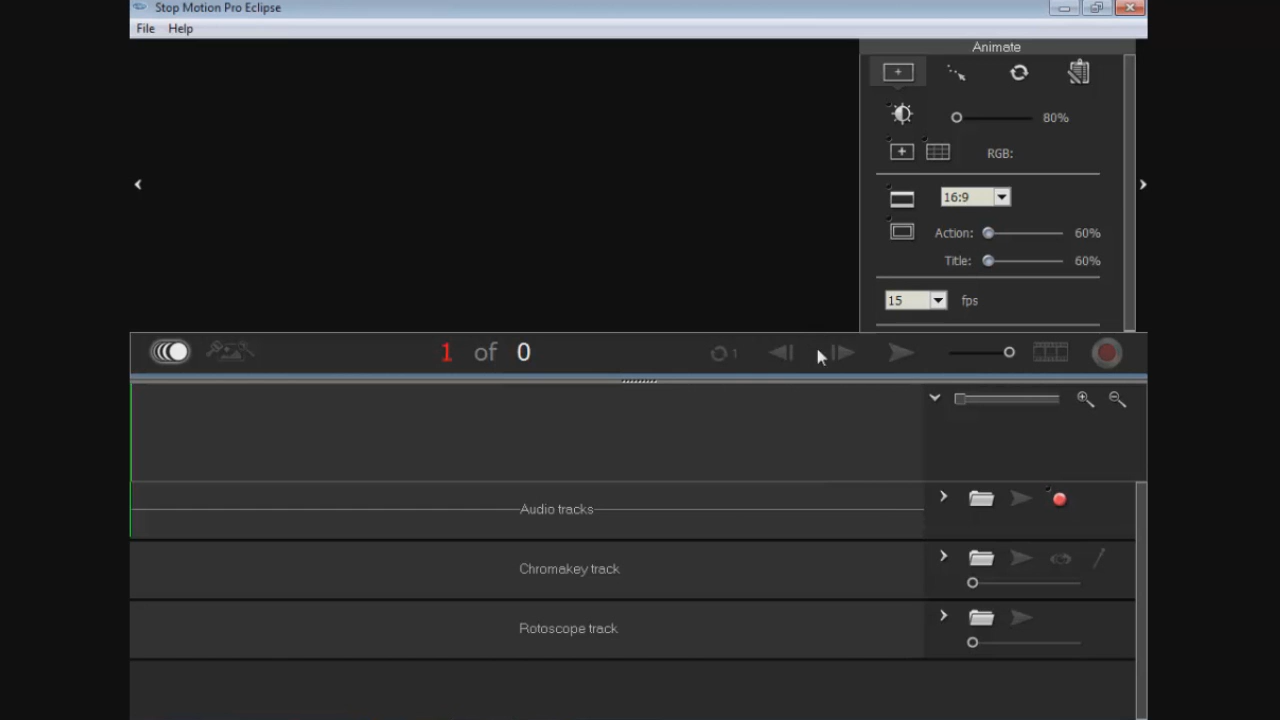 Stop Motion Pro Eclipse
File Help
Animate
80%
RGB:
16:9
Action: 60%
Title: 60%
15 fps
1 of 0
1
Audio tracks
Chromakey track
Rotoscope track